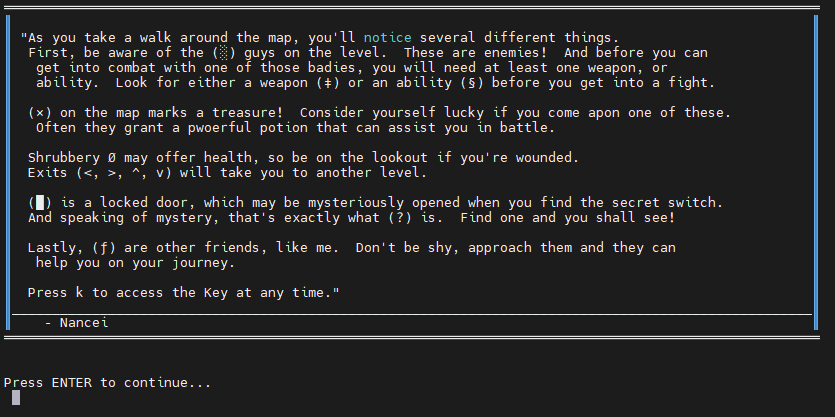 "As you take a walk around the map, you'll notice several different things.
First, be aware of the (░) guys on the level.  These are enemies!  And before you can
get into combat with one of those badies, you will need at least one weapon, or
ability.  Look for either a weapon (ǂ) or an ability (§) before you get into a fight.
(×) on the map marks a treasure!  Consider yourself lucky if you come apon one of these.
Often they grant a pwoerful potion that can assist you in battle.
Shrubbery Ø may offer health, so be on the lookout if you're wounded.
Exits (<, >, ^, v) will take you to another level.
(█) is a locked door, which may be mysteriously opened when you find the secret switch.
And speaking of mystery, that's exactly what (?) is.  Find one and you shall see!
Lastly, (ƒ) are other friends, like me.  Don't be shy, approach them and they can
help you on your journey.
Press k to access the Key at any time."
- Nancei
Press ENTER to continue...